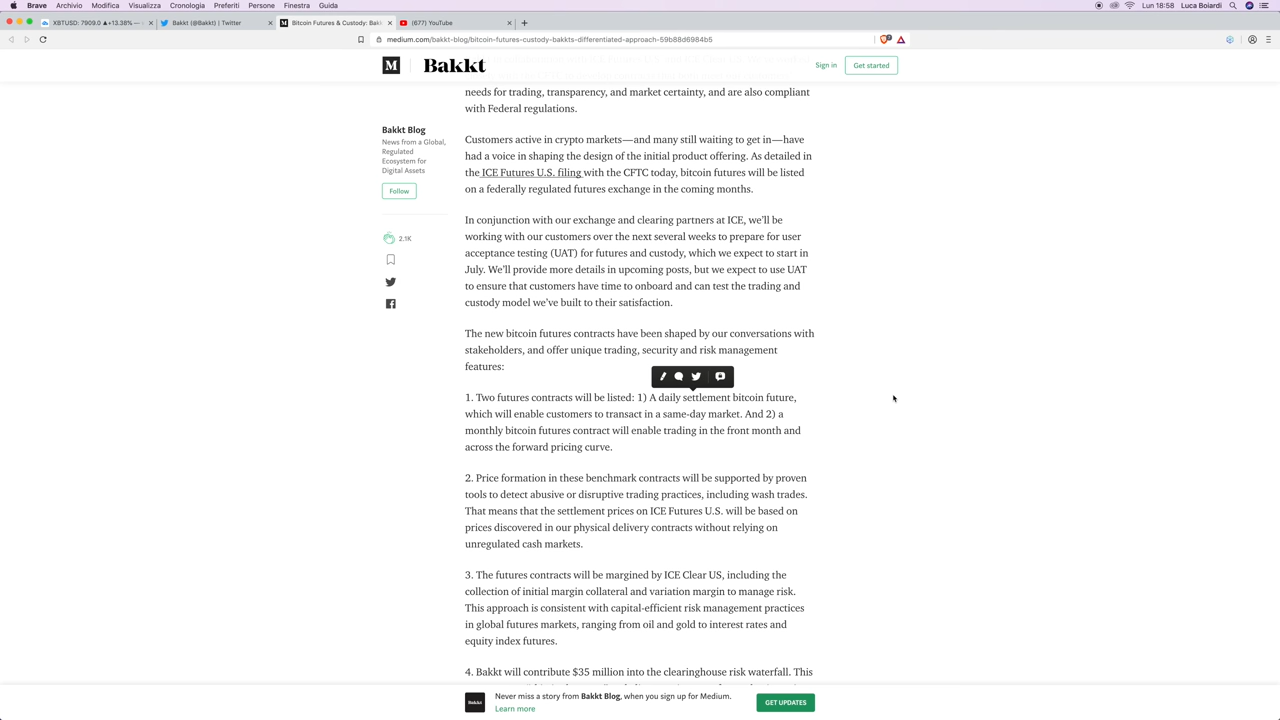 Brave Archivio Modifica Visualizza Cronologia Preferiti Persone Finestra Guida
Lun 18:58 Luca Boiardi
XBTUSD: 7909.0 ▲+13.38% —
Bakkt (@Bakkt) | Twitter
Bitcoin Futures & Custody: Bak
(677) YouTube
medium.com/bakkt-blog/bitcoin-futures-custody-bakkts-differentiated-approach-59b88d6984b5
M Bakkt
Sign in
Get started
needs for trading, transparency, and market certainty, and are also compliant
with Federal regulations.
Bakkt Blog
News from a Global,
Regulated
Ecosystem for
Digital Assets
Follow
2.1K
Customers active in crypto markets—and many still waiting to get in—have
had a voice in shaping the design of the initial product offering. As detailed in
the ICE Futures U.S. filing with the CFTC today, bitcoin futures will be listed
on a federally regulated futures exchange in the coming months.
In conjunction with our exchange and clearing partners at ICE, we’ll be
working with our customers over the next several weeks to prepare for user
acceptance testing (UAT) for futures and custody, which we expect to start in
July. We’ll provide more details in upcoming posts, but we expect to use UAT
to ensure that customers have time to onboard and can test the trading and
custody model we’ve built to their satisfaction.
The new bitcoin futures contracts have been shaped by our conversations with
stakeholders, and offer unique trading, security and risk management
features:
1. Two futures contracts will be listed: 1) A daily settlement bitcoin future,
which will enable customers to transact in a same-day market. And 2) a
monthly bitcoin futures contract will enable trading in the front month and
across the forward pricing curve.
2. Price formation in these benchmark contracts will be supported by proven
tools to detect abusive or disruptive trading practices, including wash trades.
That means that the settlement prices on ICE Futures U.S. will be based on
prices discovered in our physical delivery contracts without relying on
unregulated cash markets.
3. The futures contracts will be margined by ICE Clear US, including the
collection of initial margin collateral and variation margin to manage risk.
This approach is consistent with capital-efficient risk management practices
in global futures markets, ranging from oil and gold to interest rates and
equity index futures.
4. Bakkt will contribute $35 million into the clearinghouse risk waterfall. This
Bakkt
Never miss a story from Bakkt Blog, when you sign up for Medium.
Learn more
GET UPDATES